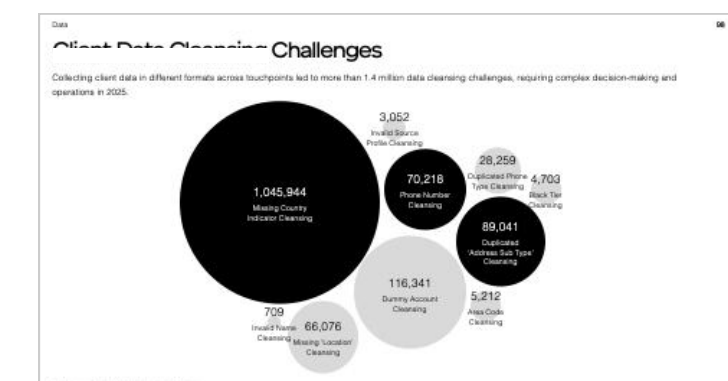 Data
98
Client Data Cleansing Challenges
Collecting client data in different formats across touchpoints led to more than 1.4 million data cleansing challenges, requiring complex decision-making and
operations in 2025.
3,052
Invalid Source
Profile Cleansing
1,045,944
Missing Country
Indicator Cleansing
70,218
Phone Number
Cleansing
28,259
Duplicated Phone
Type Cleansing
4,703
Black Tier
Cleansing
89,041
Duplicated
'Address Sub Type'
Cleansing
116,341
Dummy Account
Cleansing
5,212
Area Code
Cleansing
709
Invalid Name
Cleansing
66,076
Missing 'Location'
Cleansing